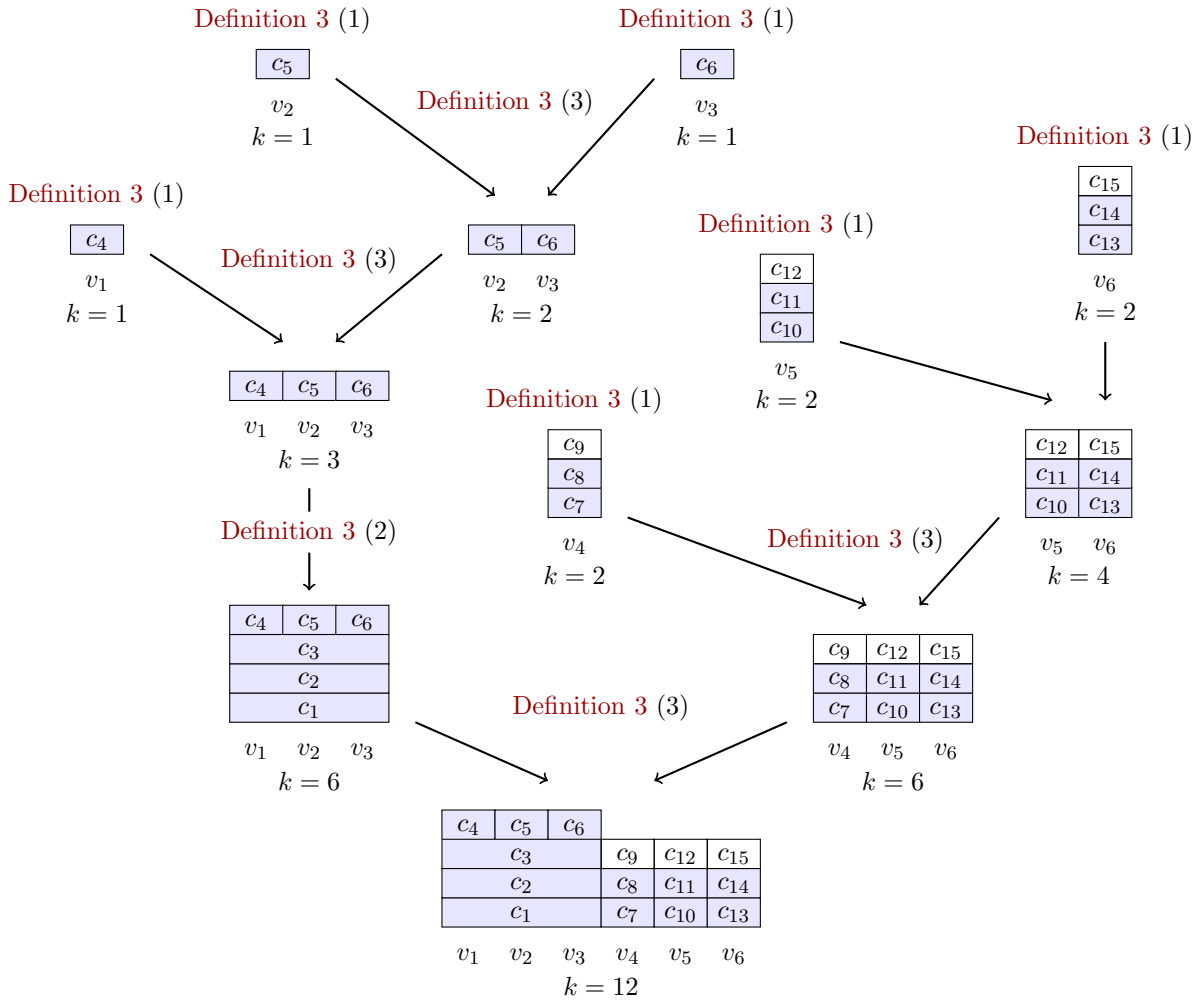 Definition 3 (1)
Definition 3 (1)
c5
c6
v2
k = 1
Definition 3 (3)
v3
k = 1
Definition 3 (1)
c15
c14
c13
v6
k = 2
Definition 3 (1)
c4
v1
k = 1
Definition 3 (3)
c5 c6
v2 v3
k = 2
Definition 3 (1)
c12
c11
c10
v5
k = 2
c4 c5 c6
v1 v2 v3
k = 3
Definition 3 (1)
c9
c8
c7
v4
k = 2
c12 c15
c11 c14
c10 c13
v5 v6
k = 4
Definition 3 (2)
Definition 3 (3)
c4 c5 c6
c3
c2
c1
v1 v2 v3
k = 6
c9 c12 c15
c8 c11 c14
c7 c10 c13
v4 v5 v6
k = 6
Definition 3 (3)
c4 c5 c6
c3 c9 c12 c15
c2 c8 c11 c14
c1 c7 c10 c13
v1 v2 v3 v4 v5 v6
k = 12